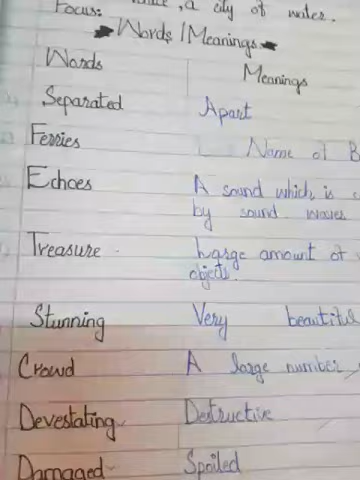 Focus: , a city of water.
Words / Meanings
Words Meanings
Separated Apart
Ferries Name of B
Echoes A sound which is
by sound waves
Treasure Large amount of
objects.
Stunning Very beautiful
Crowd A large number
Devestating Destructive
Damaged Spoiled